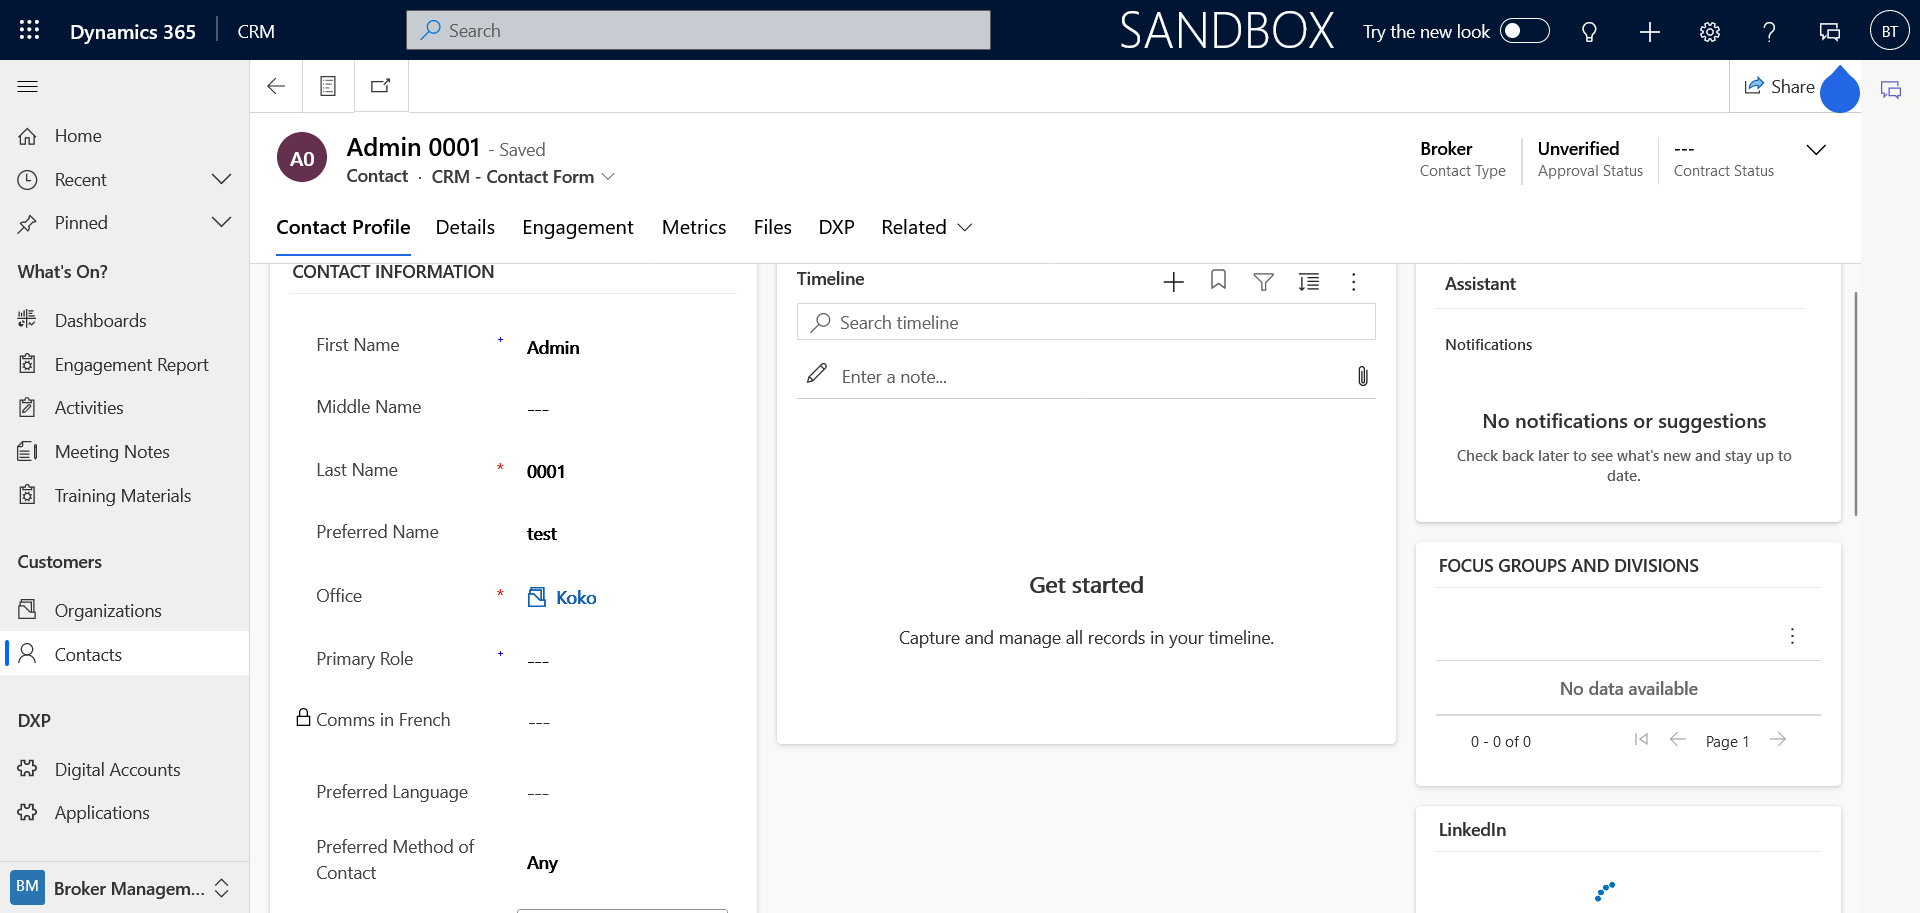 Dynamics 365
CRM
Search
SANDBOX
Try the new look
BT
Share
Home
Recent
Pinned
What's On?
Dashboards
Engagement Report
Activities
Meeting Notes
Training Materials
Customers
Organizations
Contacts
DXP
Digital Accounts
Applications
BM
Broker Managem...
A0
Admin 0001 - Saved
Contact · CRM - Contact Form
Broker
Contact Type
Unverified
Approval Status
---
Contract Status
Contact Profile
Details
Engagement
Metrics
Files
DXP
Related
CONTACT INFORMATION
First Name + Admin
Middle Name ---
Last Name * 0001
Preferred Name test
Office * Koko
Primary Role + ---
Comms in French ---
Preferred Language ---
Preferred Method of
Contact
Any
Timeline
Search timeline
Enter a note...
Get started
Capture and manage all records in your timeline.
Assistant
Notifications
No notifications or suggestions
Check back later to see what's new and stay up to
date.
FOCUS GROUPS AND DIVISIONS
No data available
0 - 0 of 0
Page 1
LinkedIn